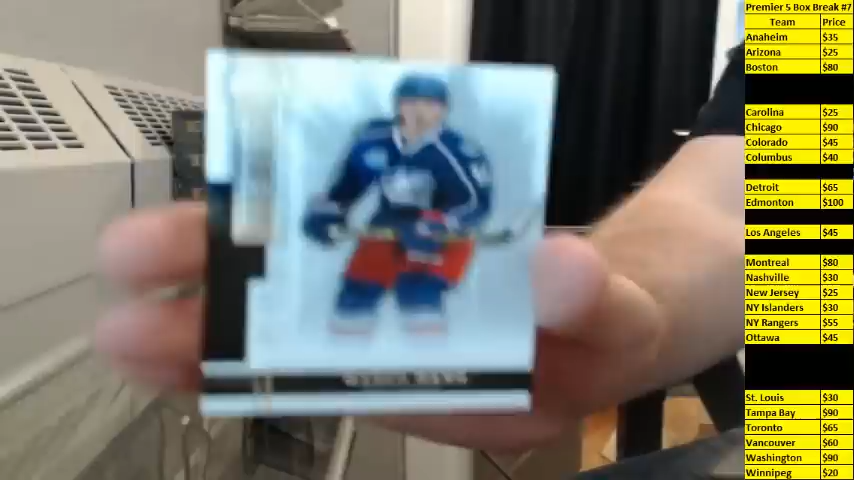 Premier 5 Box Break #7
Team Price
Anaheim $35
Arizona $25
Boston $80
Carolina $25
Chicago $90
Colorado $45
Columbus $40
Detroit $65
Edmonton $100
Los Angeles $45
Montreal $80
Nashville $30
New Jersey $25
NY Islanders $30
NY Rangers $55
Ottawa $45
St. Louis $30
Tampa Bay $90
Toronto $65
Vancouver $60
Washington $90
Winnipeg $20